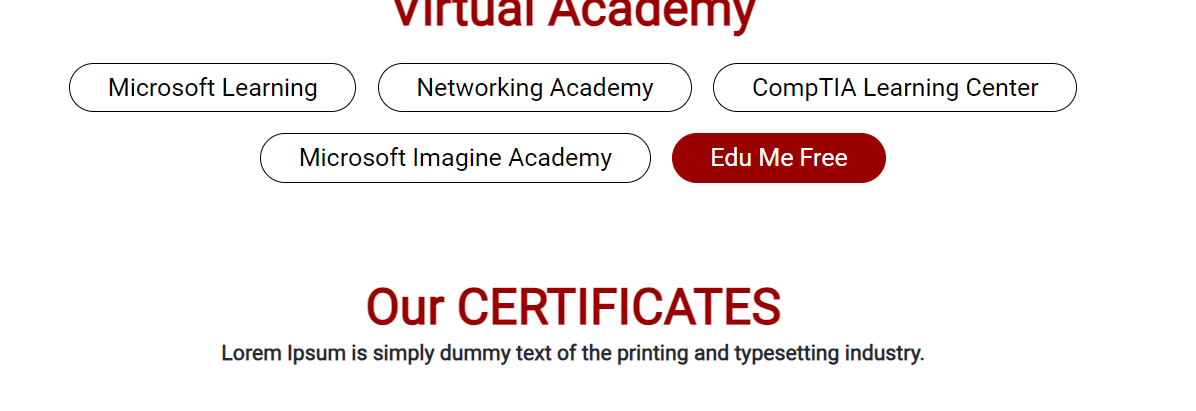 Virtual Academy
Microsoft Learning
Networking Academy
CompTIA Learning Center
Microsoft Imagine Academy
Edu Me Free
Our CERTIFICATES
Lorem Ipsum is simply dummy text of the printing and typesetting industry.